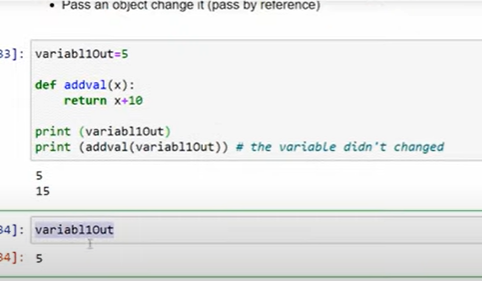 • Pass an object change it (pass by reference)
33]: variabl1Out=5
def addval(x):
    return x+10
print (variabl1Out)
print (addval(variabl1Out)) # the variable didn't changed
5
15
34]: variabl1Out
34]: 5